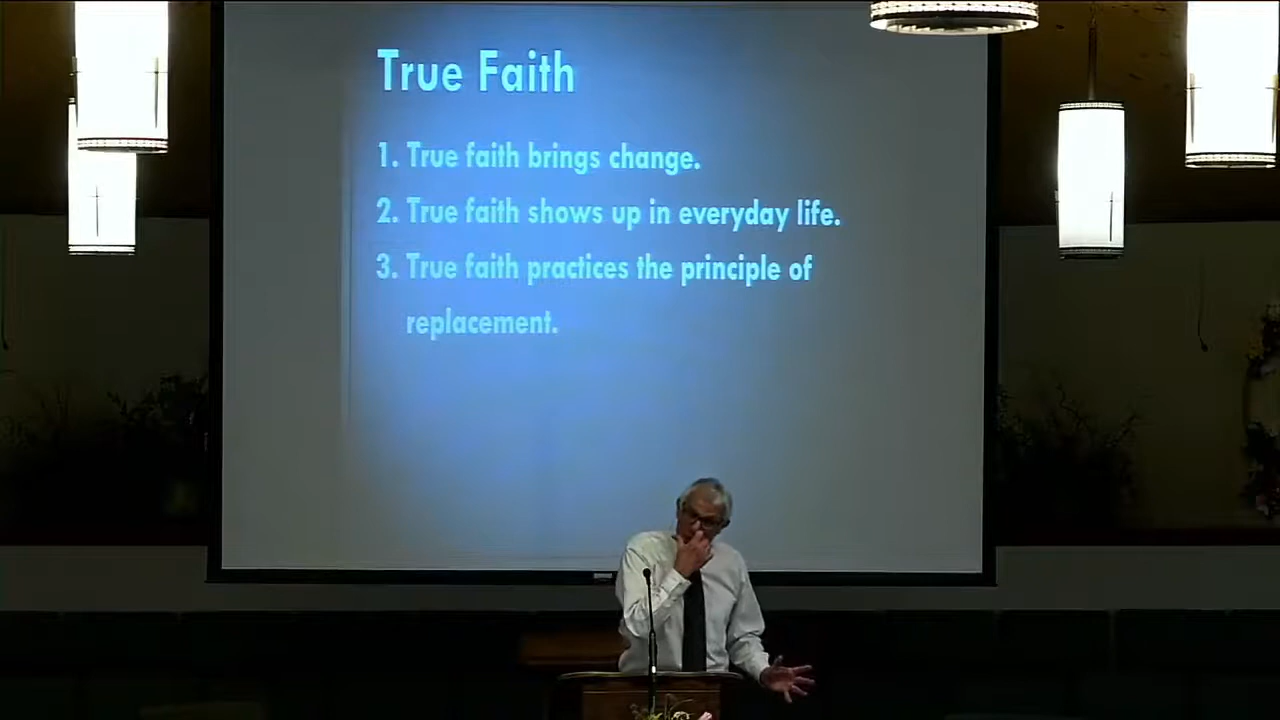 True Faith
1. True faith brings change.
2. True faith shows up in everyday life.
3. True faith practices the principle of
replacement.